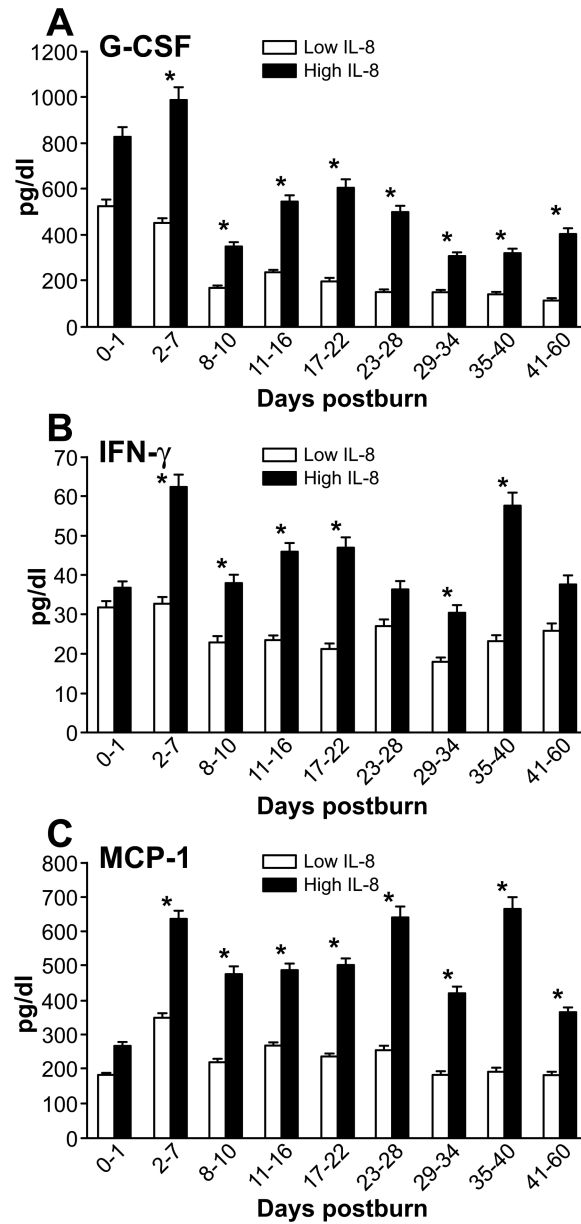 A
G-CSF
Low IL-8
High IL-8
1200
1000
800
600
400
200
0
pg/dl
* * * * * * * *
0-1 2-7 8-10 11-16 17-22 23-28 29-34 35-40 41-60
Days postburn
B
IFN-γ
Low IL-8
High IL-8
70
60
50
40
30
20
10
0
pg/dl
* * * * * *
0-1 2-7 8-10 11-16 17-22 23-28 29-34 35-40 41-60
Days postburn
C
MCP-1
Low IL-8
High IL-8
800
700
600
500
400
300
200
100
0
pg/dl
* * * * * * * *
0-1 2-7 8-10 11-16 17-22 23-28 29-34 35-40 41-60
Days postburn